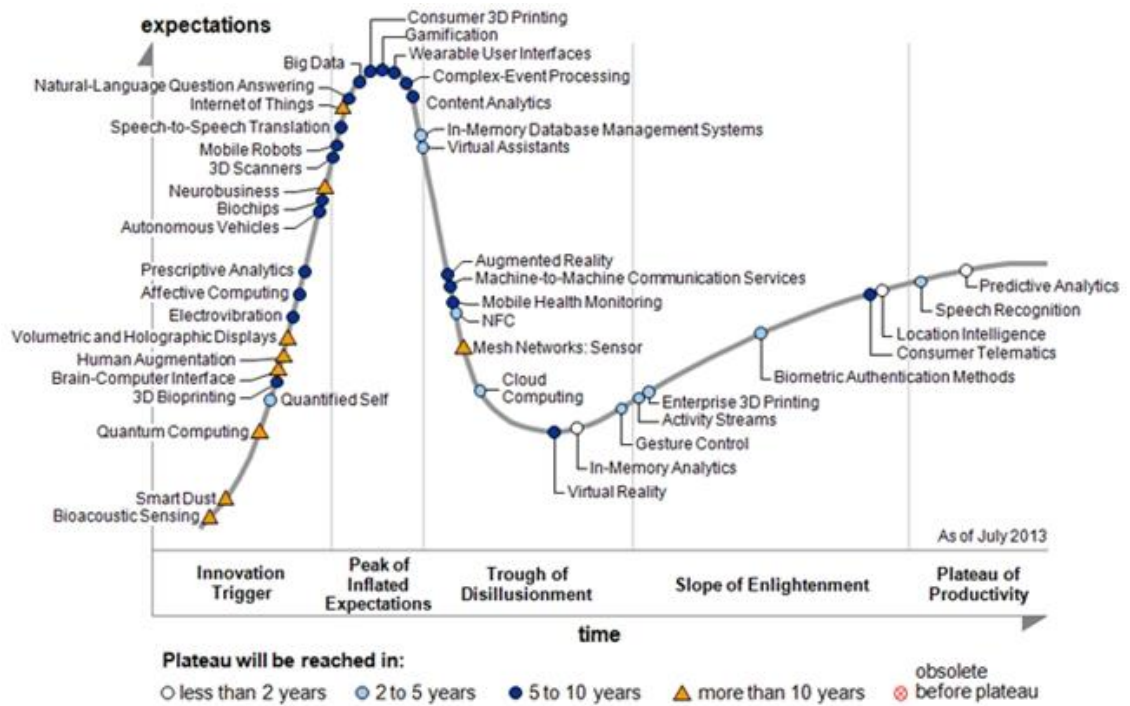 expectations
Consumer 3D Printing
Gamification
Wearable User Interfaces
Big Data
Complex-Event Processing
Natural-Language Question Answering
Content Analytics
Internet of Things
Speech-to-Speech Translation
In-Memory Database Management Systems
Mobile Robots
Virtual Assistants
3D Scanners
Neurobusiness
Biochips
Autonomous Vehicles
Augmented Reality
Prescriptive Analytics
Machine-to-Machine Communication Services
Affective Computing
Mobile Health Monitoring
Electrovibration
NFC
Volumetric and Holographic Displays
Mesh Networks: Sensor
Human Augmentation
Brain-Computer Interface
3D Bioprinting
Quantified Self
Cloud
Computing
Quantum Computing
Smart Dust
Bioacoustic Sensing
Predictive Analytics
Speech Recognition
Location Intelligence
Consumer Telematics
Biometric Authentication Methods
Enterprise 3D Printing
Activity Streams
Gesture Control
In-Memory Analytics
Virtual Reality
As of July 2013
Innovation
Trigger
Peak of
Inflated
Expectations
Trough of
Disillusionment
Slope of Enlightenment
Plateau of
Productivity
time
Plateau will be reached in:
less than 2 years
2 to 5 years
5 to 10 years
more than 10 years
obsolete
before plateau